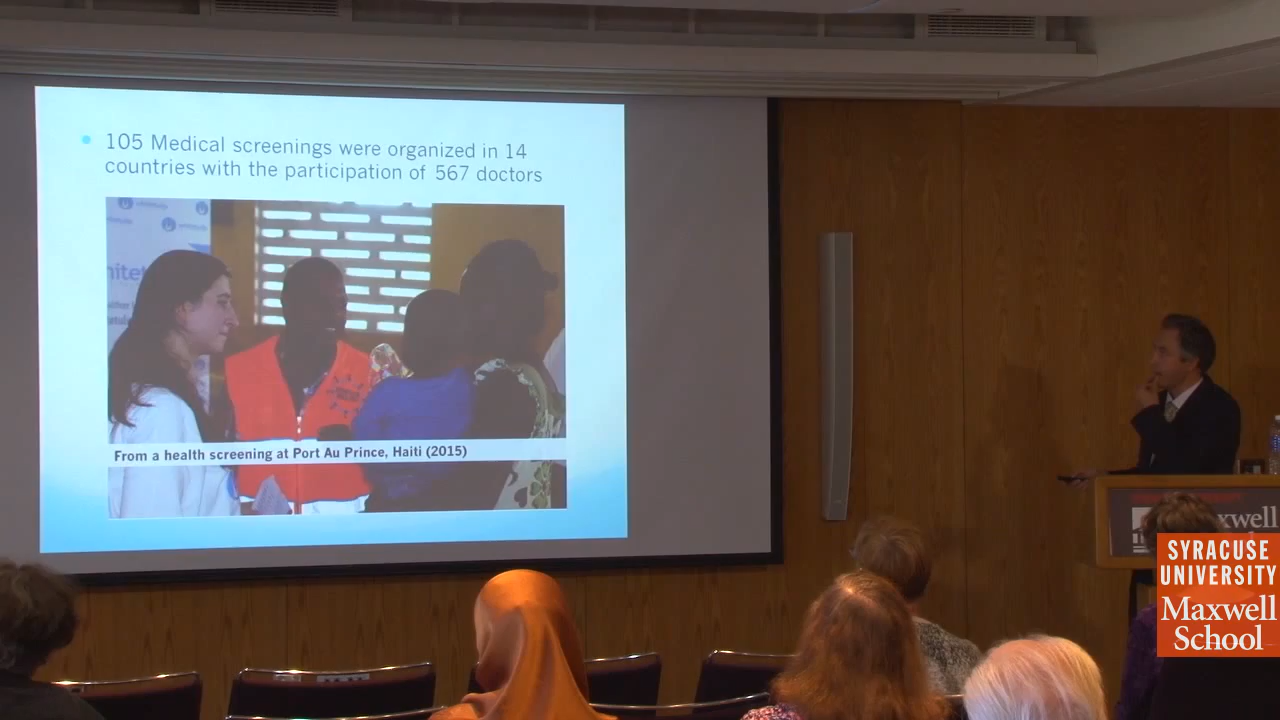 105 Medical screenings were organized in 14
countries with the participation of 567 doctors
From a health screening at Port Au Prince, Haiti (2015)
SYRACUSE
UNIVERSITY
Maxwell
School